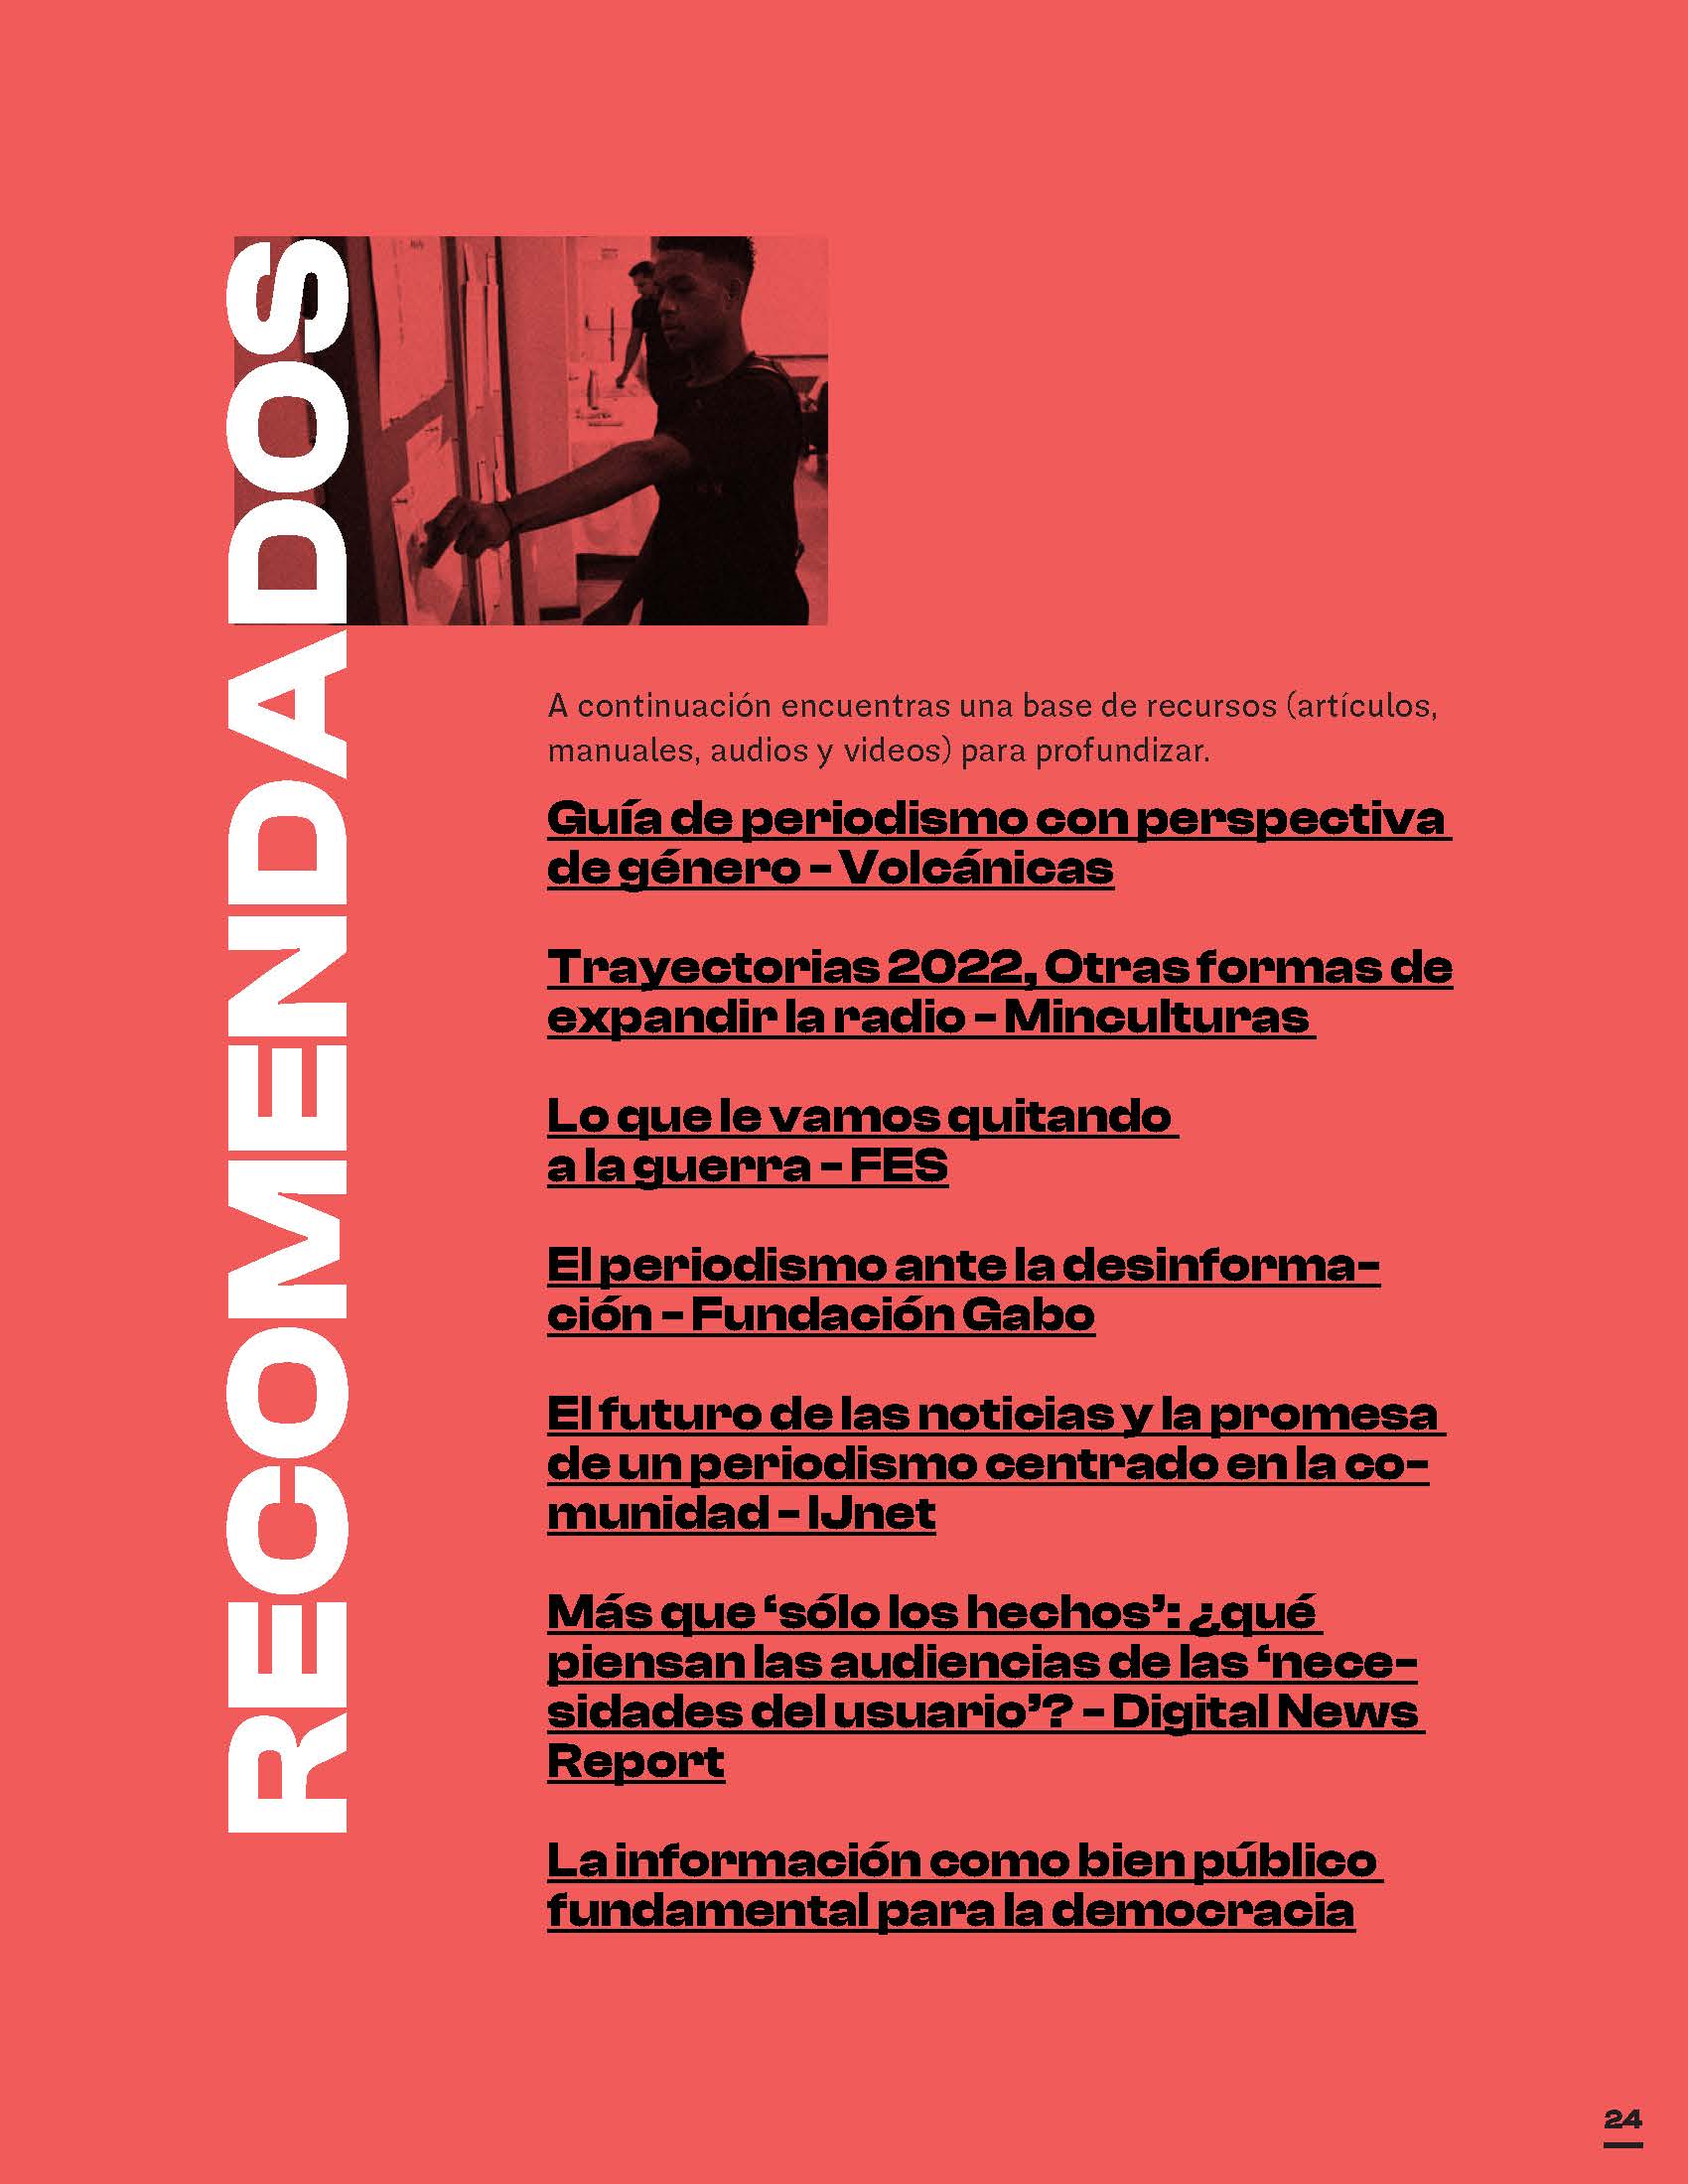 RECOMENDADOS
A continuación encuentras una base de recursos (artículos,
manuales, audios y videos) para profundizar.
Guía de periodismo con perspectiva
de género - Volcánicas
Trayectorias 2022, Otras formas de
expandir la radio - Minculturas
Lo que le vamos quitando
a la guerra - FES
El periodismo ante la desinforma-
ción - Fundación Gabo
El futuro de las noticias y la promesa
de un periodismo centrado en la co-
munidad - IJnet
Más que ‘sólo los hechos’: ¿qué
piensan las audiencias de las ‘nece-
sidades del usuario’? - Digital News
Report
La información como bien público
fundamental para la democracia
24